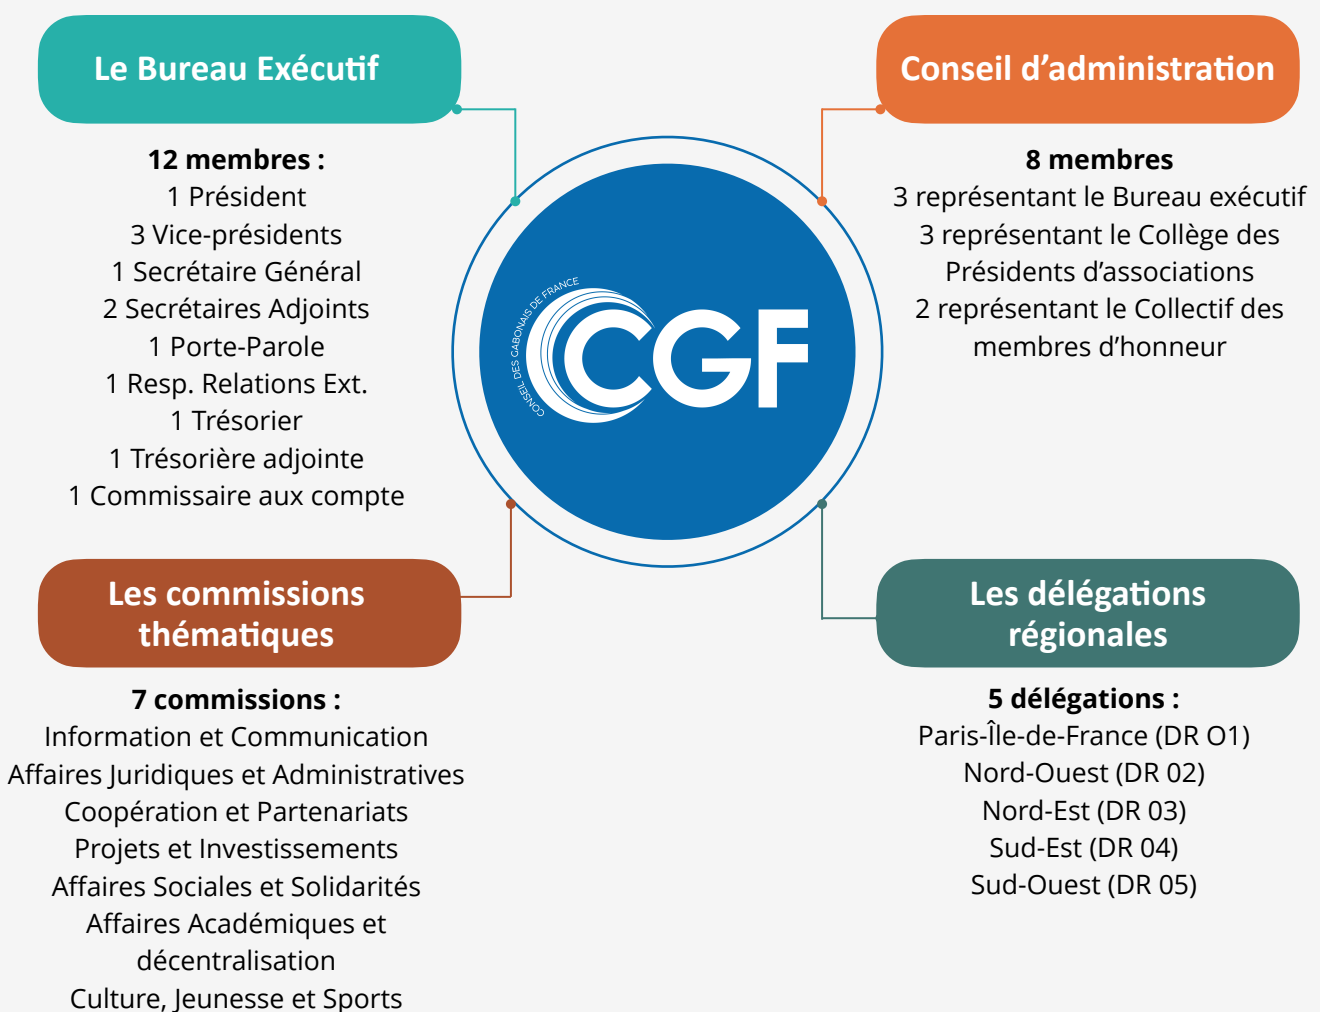 Le Bureau Exécutif
12 membres :
1 Président
3 Vice-présidents
1 Secrétaire Général
2 Secrétaires Adjoints
1 Porte-Parole
1 Resp. Relations Ext.
1 Trésorier
1 Trésorière adjointe
1 Commissaire aux compte
Conseil d’administration
8 membres
3 représentant le Bureau exécutif
3 représentant le Collège des
Présidents d’associations
2 représentant le Collectif des
membres d’honneur
CONSEIL DES GABONAIS DE FRANCE
CGF
Les commissions
thématiques
7 commissions :
Information et Communication
Affaires Juridiques et Administratives
Coopération et Partenariats
Projets et Investissements
Affaires Sociales et Solidarités
Affaires Académiques et
décentralisation
Culture, Jeunesse et Sports
Les délégations
régionales
5 délégations :
Paris-Île-de-France (DR O1)
Nord-Ouest (DR 02)
Nord-Est (DR 03)
Sud-Est (DR 04)
Sud-Ouest (DR 05)